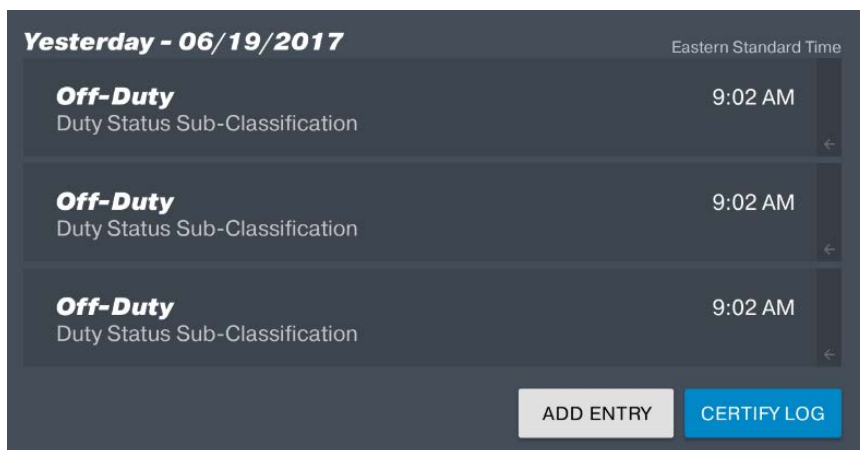 Yesterday - 06/19/2017 Eastern Standard Time
Off-Duty 9:02 AM
Duty Status Sub-Classification
Off-Duty 9:02 AM
Duty Status Sub-Classification
Off-Duty 9:02 AM
Duty Status Sub-Classification
ADD ENTRY CERTIFY LOG